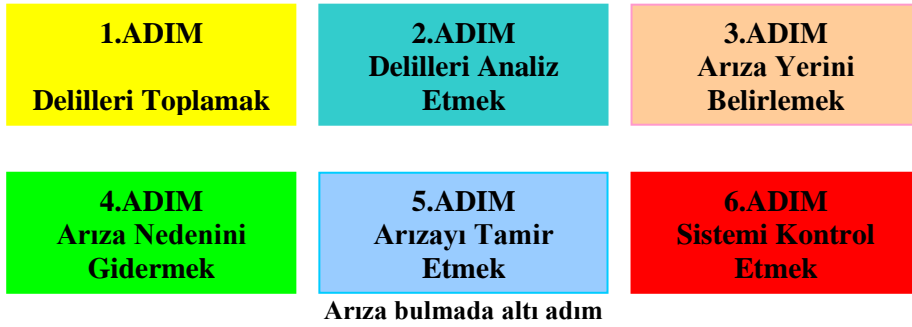 1.ADIM
Delilleri Toplamak
2.ADIM
Delilleri Analiz
Etmek
3.ADIM
Arıza Yerini
Belirlemek
4.ADIM
Arıza Nedenini
Gidermek
5.ADIM
Arızayı Tamir
Etmek
6.ADIM
Sistemi Kontrol
Etmek
Arıza bulmada altı adım